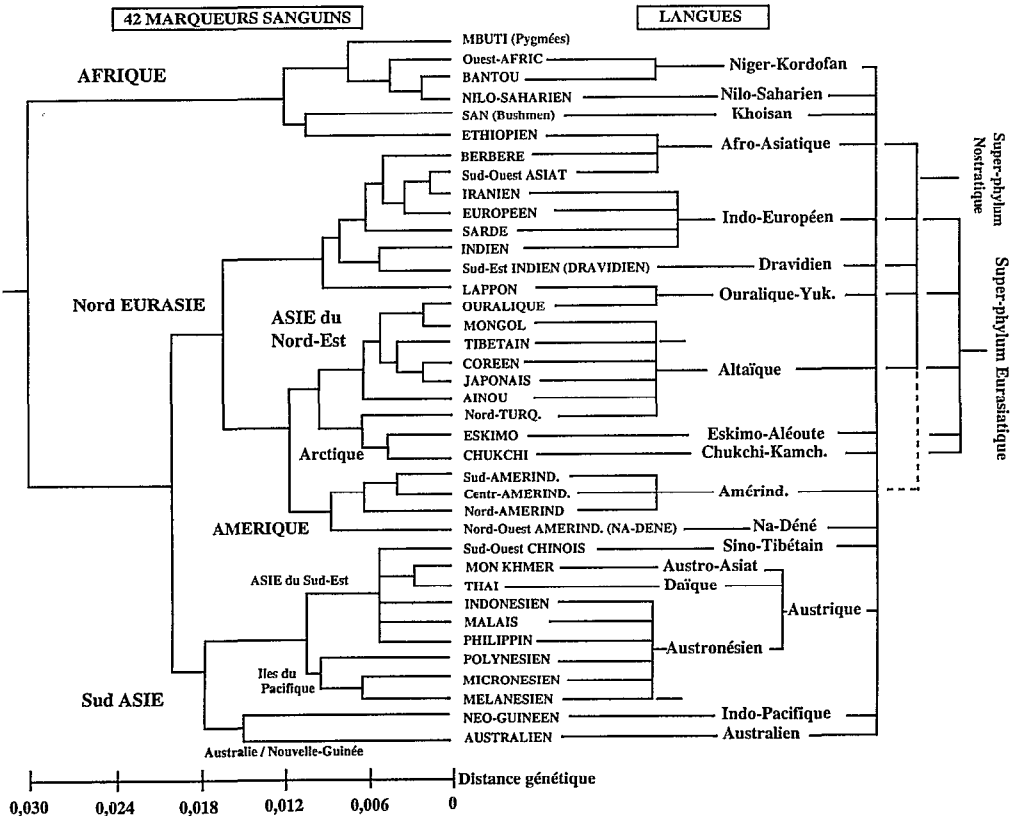 42 MARQUEURS SANGUINS
LANGUES
AFRIQUE
Nord EURASIE
ASIE du
Nord-Est
Arctique
AMERIQUE
ASIE du Sud-Est
Iles du
Pacifique
Sud ASIE
Australie / Nouvelle-Guinée
MBUTI (Pygmées)
Ouest-AFRIC
BANTOU
NILO-SAHARIEN
SAN (Bushmen)
ETHIOPIEN
BERBERE
Sud-Ouest ASIAT
IRANIEN
EUROPEEN
SARDE
INDIEN
Sud-Est INDIEN (DRAVIDIEN)
LAPPON
OURALIQUE
MONGOL
TIBETAIN
COREEN
JAPONAIS
AINOU
Nord-TURQ.
ESKIMO
CHUKCHI
Sud-AMERIND.
Centr-AMERIND.
Nord-AMERIND
Nord-Ouest AMERIND. (NA-DENE)
Sud-Ouest CHINOIS
MON KHMER
THAI
INDONESIEN
MALAIS
PHILIPPIN
POLYNESIEN
MICRONESIEN
MELANESIEN
NEO-GUINEEN
AUSTRALIEN
Niger-Kordofan
Nilo-Saharien
Khoisan
Afro-Asiatique
Indo-Européen
Dravidien
Ouralique-Yuk.
Altaïque
Eskimo-Aléoute
Chukchi-Kamch.
Amérind.
Na-Déné
Sino-Tibétain
Austro-Asiat
Daïque
Austrique
Austronésien
Indo-Pacifique
Australien
Super-phylum
Nostratique
Super-phylum Eurasiatique
Distance génétique
0,030 0,024 0,018 0,012 0,006 0